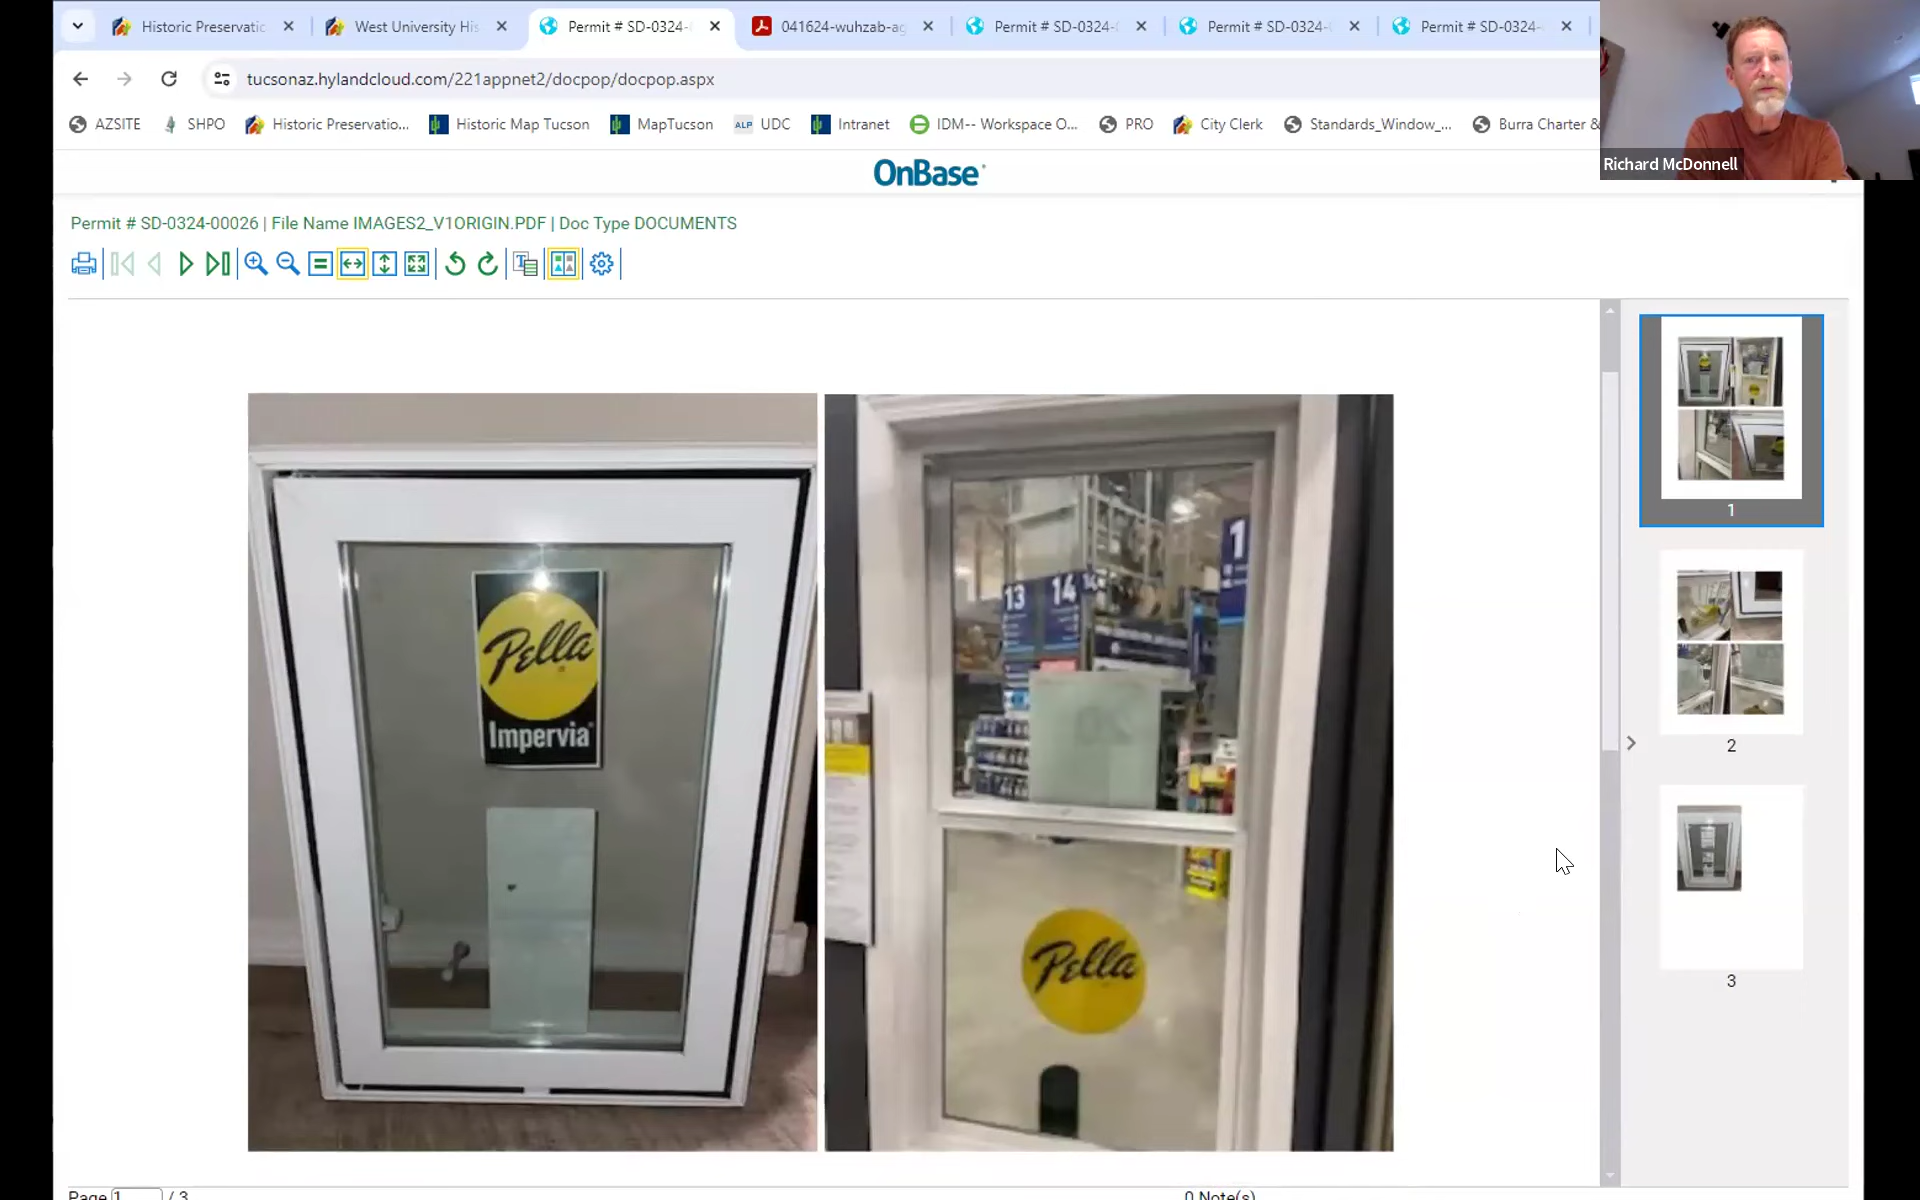 Historic Preservatic
West University His
Permit # SD-0324-
041624-wuhzab-ag
Permit # SD-0324-
Permit # SD-0324-
Permit # SD-0324-
tucsonaz.hylandcloud.com/221appnet2/docpop/docpop.aspx
AZSITE
SHPO
Historic Preservatio...
Historic Map Tucson
MapTucson
ALP UDC
Intranet
IDM-- Workspace O...
PRO
City Clerk
Standards_Window_...
Burra Charter &
Richard McDonnell
OnBase
Permit # SD-0324-00026 | File Name IMAGES2_V1ORIGIN.PDF | Doc Type DOCUMENTS
Pella
Impervia
13
14
1
Pella
1
2
3
Page 1 / 3
0 Note(s)